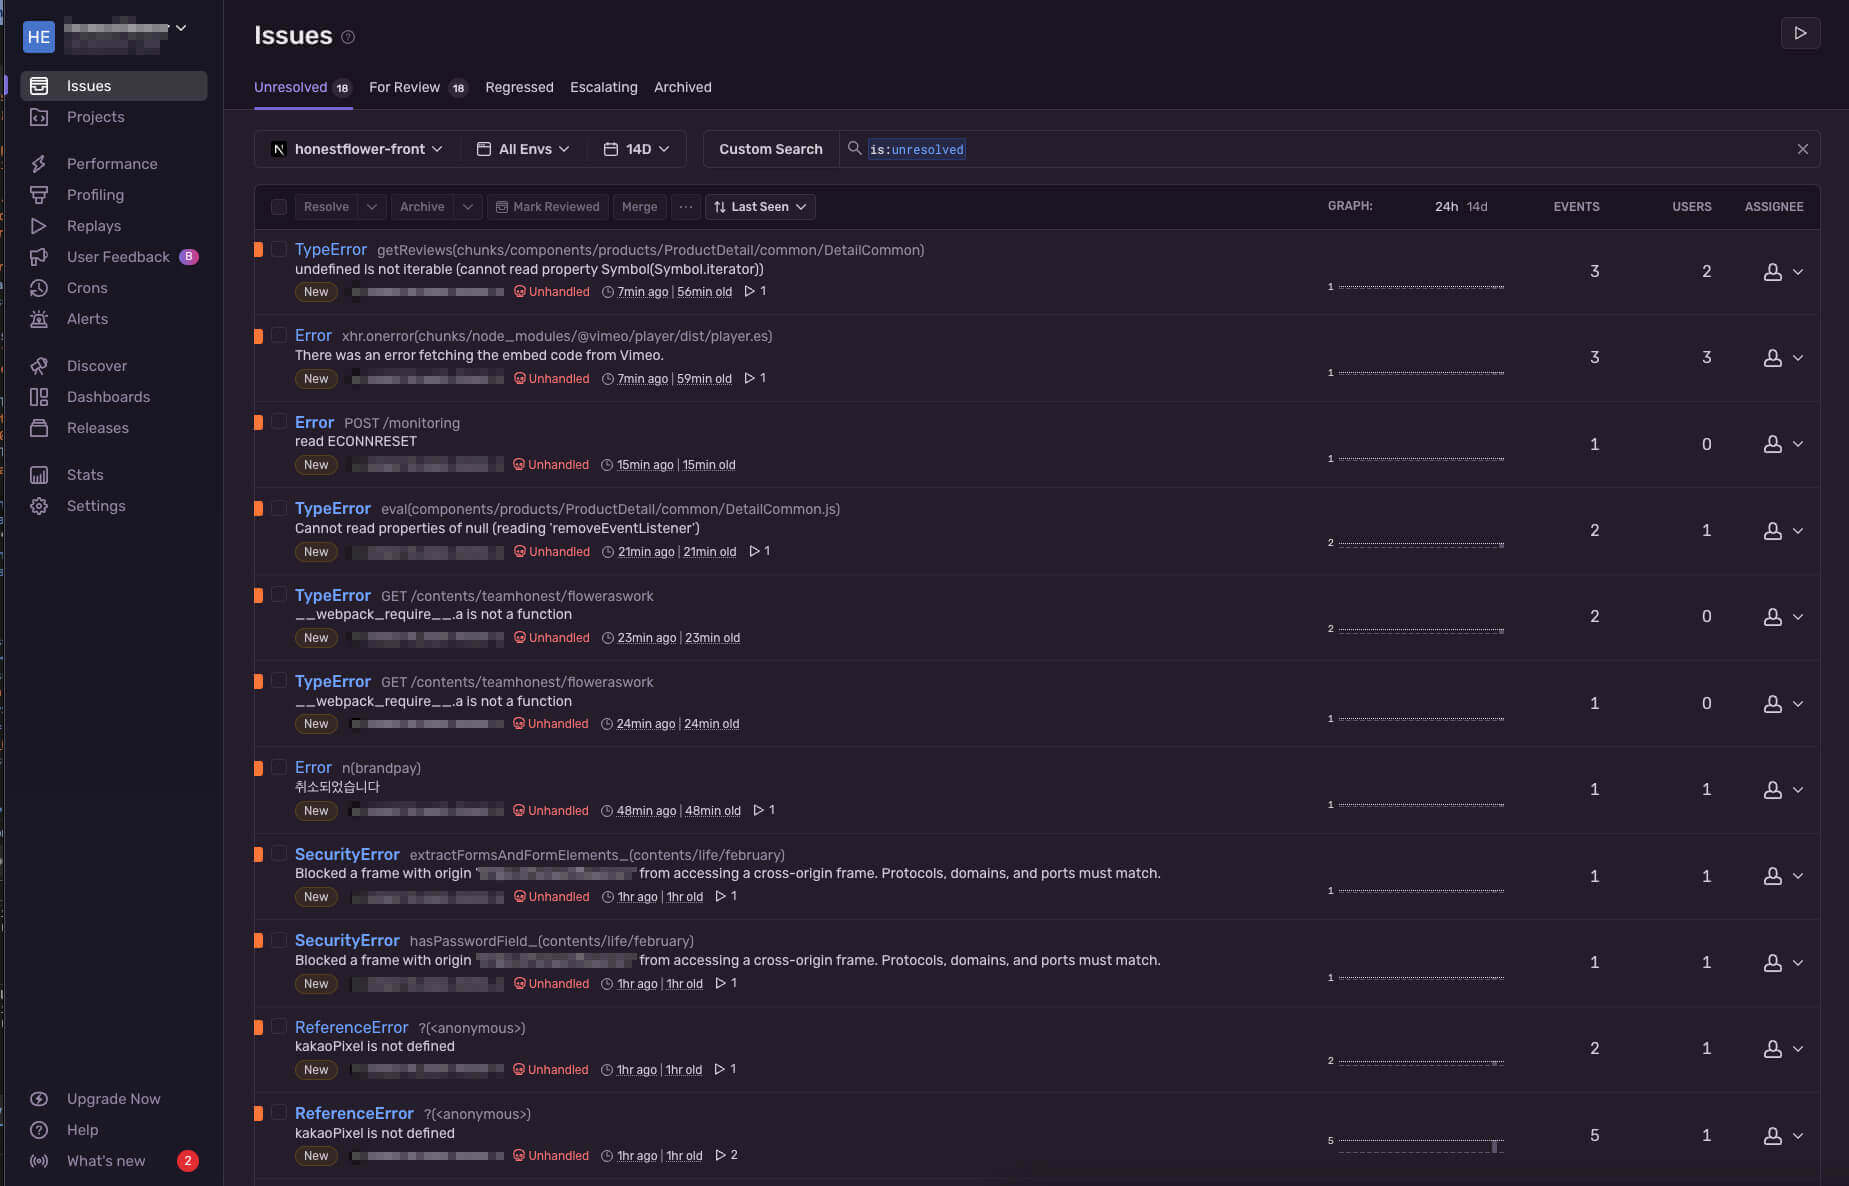 HE
Issues
Projects
Performance
Profiling
Replays
User Feedback B
Crons
Alerts
Discover
Dashboards
Releases
Stats
Settings
Upgrade Now
Help
What's new 2
Issues ?
Unresolved 18 For Review 18 Regressed Escalating Archived
N honestflower-front All Envs 14D Custom Search is:unresolved
Resolve Archive Mark Reviewed Merge ... Last Seen GRAPH: 24h 14d EVENTS USERS ASSIGNEE
TypeError getReviews(chunks/components/products/ProductDetail/common/DetailCommon)
undefined is not iterable (cannot read property Symbol(Symbol.iterator))
New Unhandled 7min ago | 56min old 1
1 3 2
Error xhr.onerror(chunks/node_modules/@vimeo/player/dist/player.es)
There was an error fetching the embed code from Vimeo.
New Unhandled 7min ago | 59min old 1
1 3 3
Error POST /monitoring
read ECONNRESET
New Unhandled 15min ago | 15min old
1 1 0
TypeError eval(components/products/ProductDetail/common/DetailCommon.js)
Cannot read properties of null (reading 'removeEventListener')
New Unhandled 21min ago | 21min old 1
2 2 1
TypeError GET /contents/teamhonest/floweraswork
__webpack_require__.a is not a function
New Unhandled 23min ago | 23min old
2 2 0
TypeError GET /contents/teamhonest/floweraswork
__webpack_require__.a is not a function
New Unhandled 24min ago | 24min old
1 1 0
Error n(brandpay)
취소되었습니다
New Unhandled 48min ago | 48min old 1
1 1 1
SecurityError extractFormsAndFormElements_(contents/life/february)
Blocked a frame with origin " from accessing a cross-origin frame. Protocols, domains, and ports must match.
New Unhandled 1hr ago | 1hr old 1
1 1 1
SecurityError hasPasswordField_(contents/life/february)
Blocked a frame with origin from accessing a cross-origin frame. Protocols, domains, and ports must match.
New Unhandled 1hr ago | 1hr old 1
1 1 1
ReferenceError ?(<anonymous>)
kakaoPixel is not defined
New Unhandled 1hr ago | 1hr old 1
2 2 1
ReferenceError ?(<anonymous>)
kakaoPixel is not defined
New Unhandled 1hr ago | 1hr old 2
5 5 1